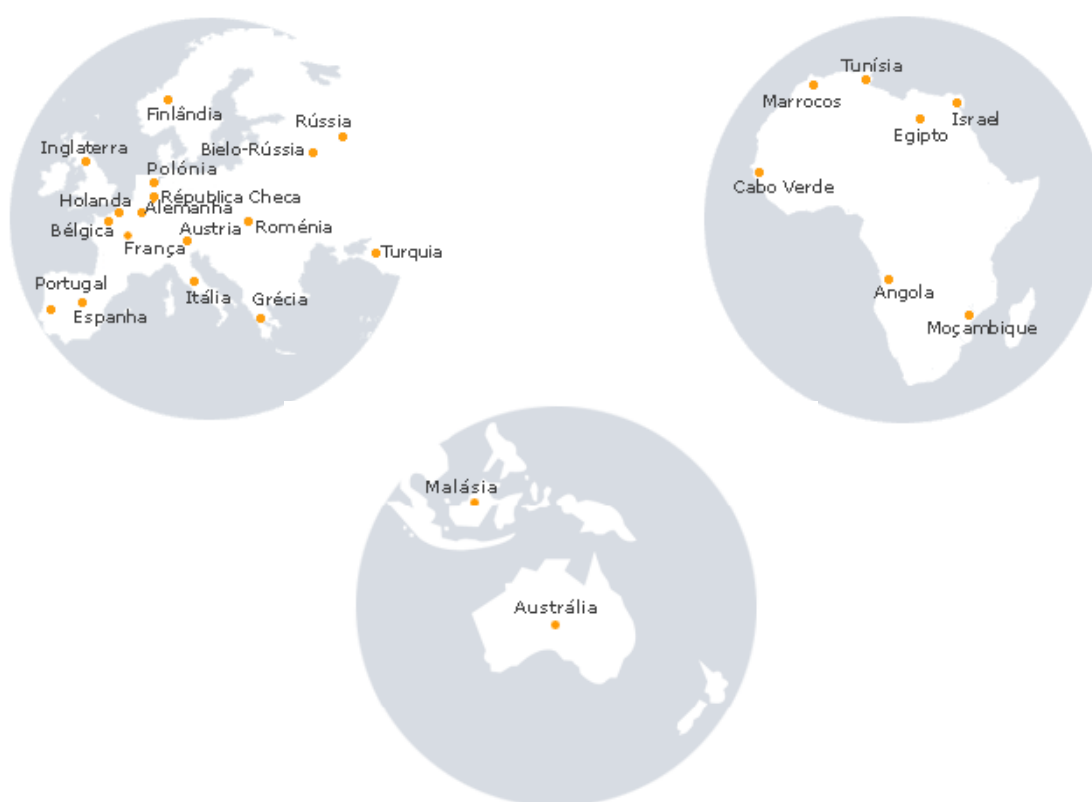 Finlândia
Rússia
Inglaterra
Bielo-Rússia
Polónia
Républica Checa
Holanda
Alemanha
Bélgica
Austria
Roménia
França
Turquia
Portugal
Itália
Grécia
Espanha
Tunísia
Marrocos
Israel
Egipto
Cabo Verde
Angola
Moçambique
Malásia
Austrália